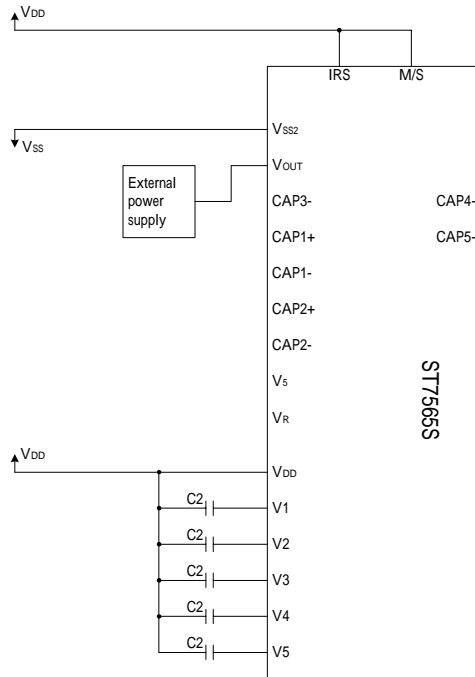 VDD
IRS M/S
VSS2
VSS
VOUT
External
power
supply
CAP3- CAP4-
CAP1+ CAP5-
CAP1-
CAP2+
CAP2-
V5
VR
ST7565S
VDD
VDD
C2 V1
C2 V2
C2 V3
C2 V4
C2 V5